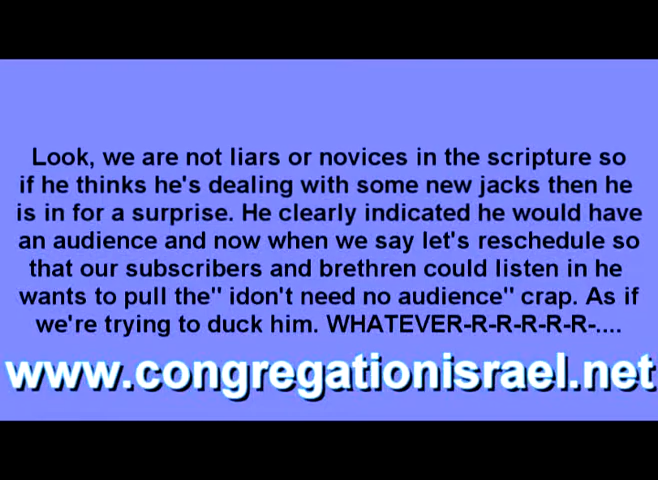 Look, we are not liars or novices in the scripture so
if he thinks he's dealing with some new jacks then he
is in for a surprise. He clearly indicated he would have
an audience and now when we say let's reschedule so
that our subscribers and brethren could listen in he
wants to pull the" idon't need no audience" crap. As if
we're trying to duck him. WHATEVER-R-R-R-R-R-....
www.congregationisrael.net